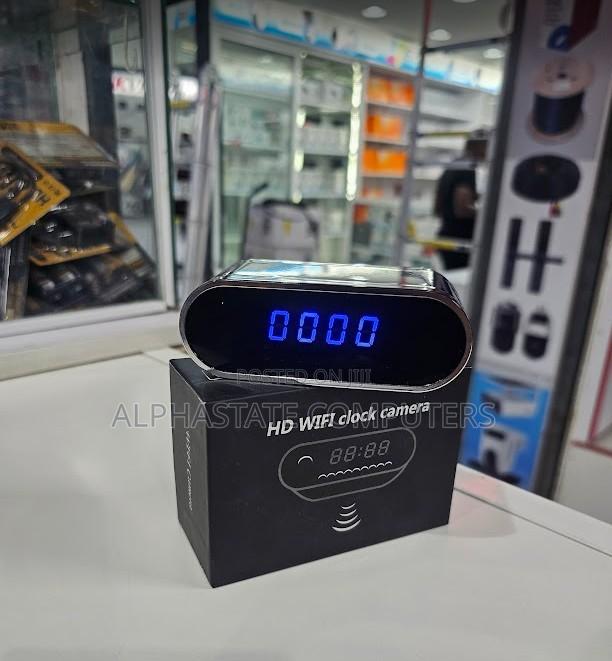 0000
POSTED ON JIJI
ALPHASTATE COMPUTERS
HD WIFI clock camera
88:88